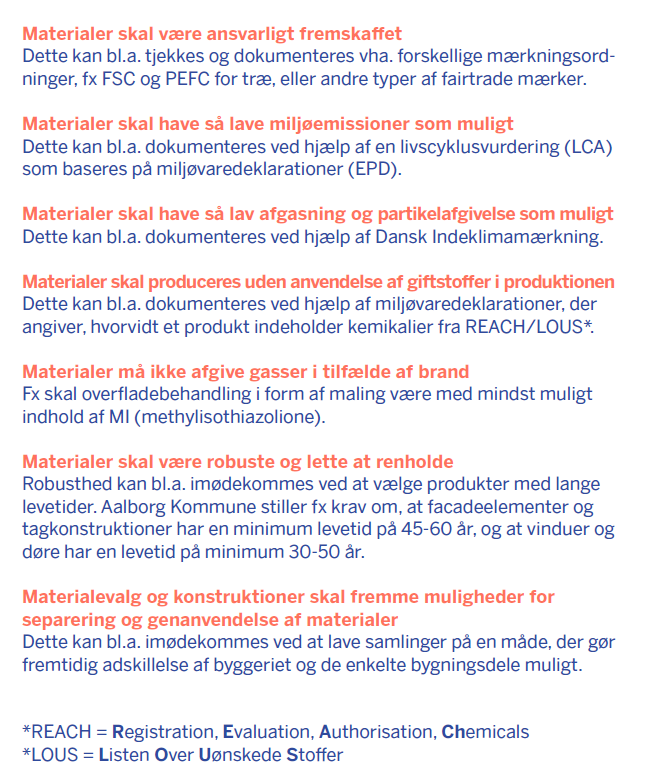 Materialer skal være ansvarligt fremskaffet
Dette kan bl.a. tjekkes og dokumenteres vha. forskellige mærkningsord-
ninger, fx FSC og PEFC for træ, eller andre typer af fairtrade mærker.
Materialer skal have så lave miljøemissioner som muligt
Dette kan bl.a. dokumenteres ved hjælp af en livscyklusvurdering (LCA)
som baseres på miljøvaredeklarationer (EPD).
Materialer skal have så lav afgasning og partikelafgivelse som muligt
Dette kan bl.a. dokumenteres ved hjælp af Dansk Indeklimamærkning.
Materialer skal produceres uden anvendelse af giftstoffer i produktionen
Dette kan bl.a. dokumenteres ved hjælp af miljøvaredeklarationer, der
angiver, hvorvidt et produkt indeholder kemikalier fra REACH/LOUS*.
Materialer må ikke afgive gasser i tilfælde af brand
Fx skal overfladebehandling i form af maling være med mindst muligt
indhold af MI (methylisothiazolione).
Materialer skal være robuste og lette at renholde
Robusthed kan bl.a. imødekommes ved at vælge produkter med lange
levetider. Aalborg Kommune stiller fx krav om, at facadeelementer og
tagkonstruktioner har en minimum levetid på 45-60 år, og at vinduer og
døre har en levetid på minimum 30-50 år.
Materialevalg og konstruktioner skal fremme muligheder for
separering og genanvendelse af materialer
Dette kan bl.a. imødekommes ved at lave samlinger på en måde, der gør
fremtidig adskillelse af byggeriet og de enkelte bygningsdele muligt.
*REACH = Registration, Evaluation, Authorisation, Chemicals
*LOUS = Listen Over Uønskede Stoffer